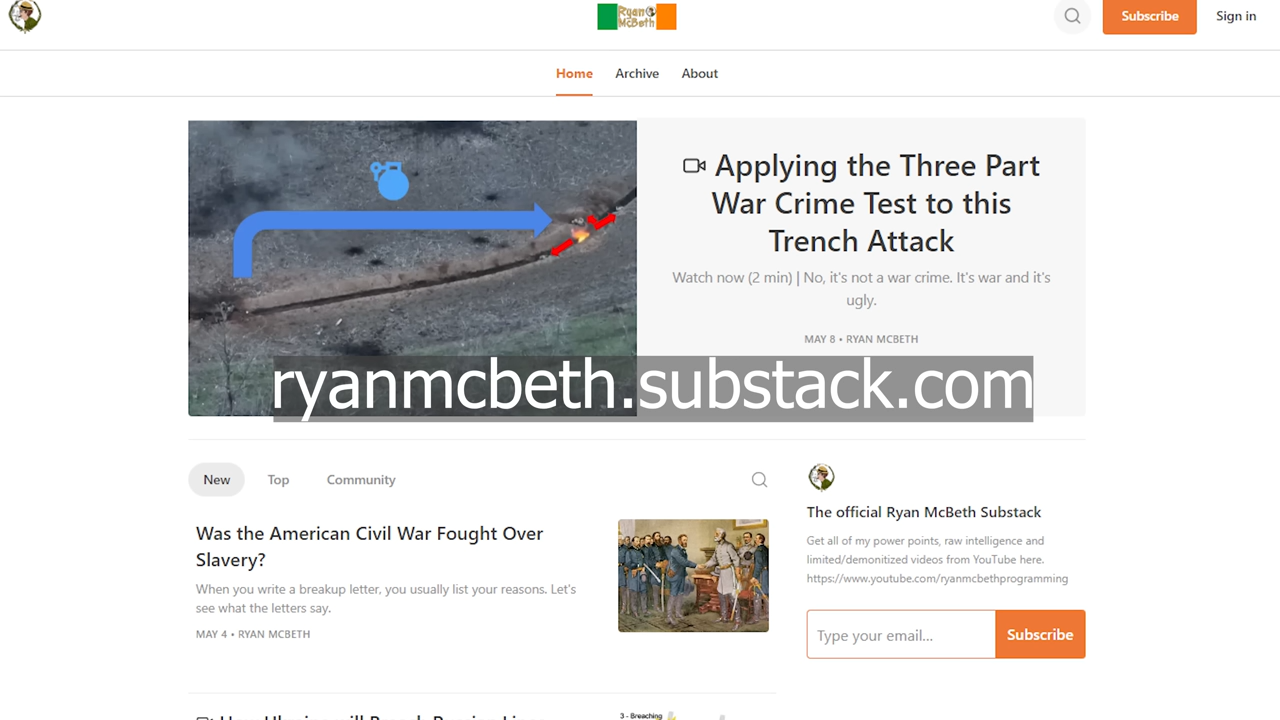 Ryan
McBeth
Subscribe
Sign in
Home
Archive
About
Applying the Three Part
War Crime Test to this
Trench Attack
Watch now (2 min) | No, it's not a war crime. It's war and it's
ugly.
MAY 8 • RYAN MCBETH
ryanmcbeth.substack.com
New
Top
Community
Was the American Civil War Fought Over
Slavery?
When you write a breakup letter, you usually list your reasons. Let's
see what the letters say.
MAY 4 • RYAN MCBETH
The official Ryan McBeth Substack
Get all of my power points, raw intelligence and
limited/demonitized videos from YouTube here.
https://www.youtube.com/ryanmcbethprogramming
Type your email...
Subscribe
3 - Breaching